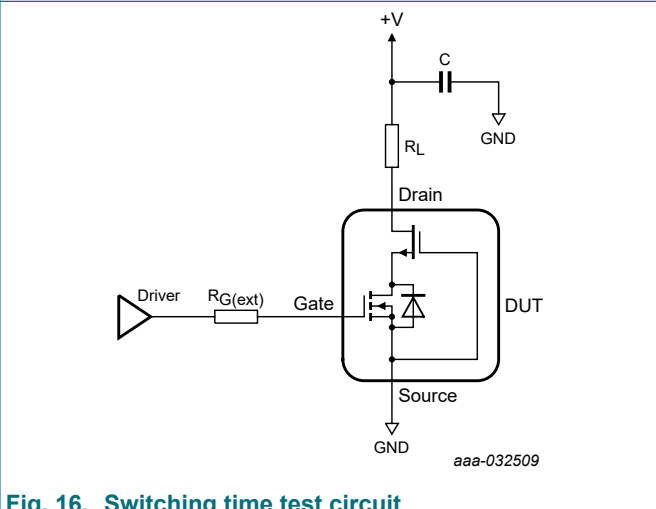 +V
C
GND
RL
Drain
Driver
RG(ext)
Gate
DUT
Source
GND
aaa-032509
Fig. 16. Switching time test circuit